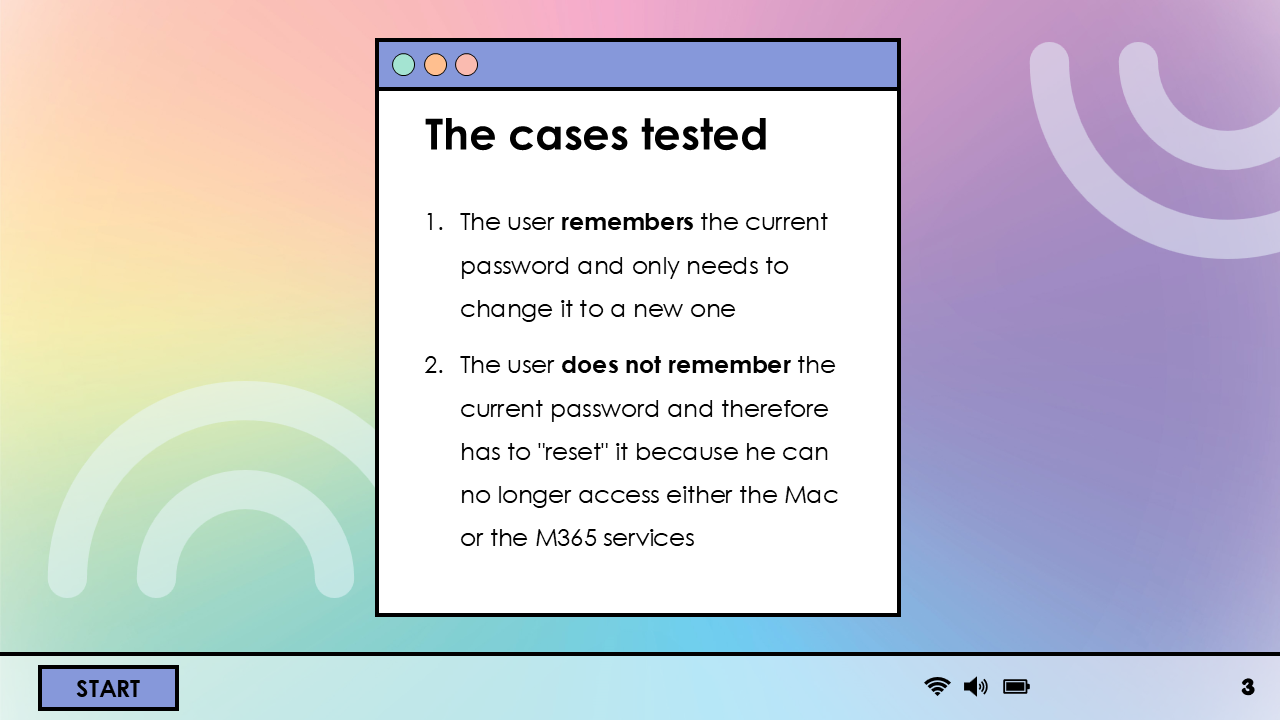 The cases tested
1. The user remembers the current
password and only needs to
change it to a new one
2. The user does not remember the
current password and therefore
has to "reset" it because he can
no longer access either the Mac
or the M365 services
START
3